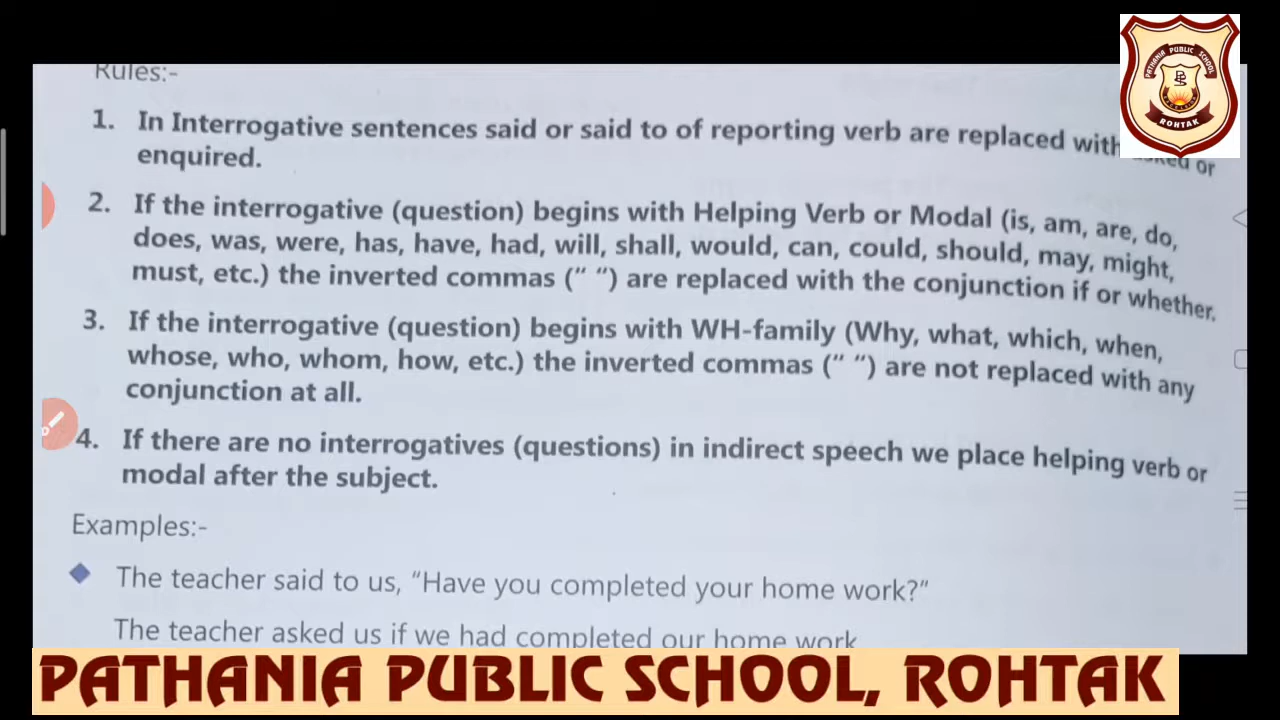 PATHANIA PUBLIC SCHOOL
PPS
ROHTAK
Rules:-
1. In Interrogative sentences said or said to of reporting verb are replaced with asked or
enquired.
2. If the interrogative (question) begins with Helping Verb or Modal (is, am, are, do,
does, was, were, has, have, had, will, shall, would, can, could, should, may, might,
must, etc.) the inverted commas (“ “) are replaced with the conjunction if or whether.
3. If the interrogative (question) begins with WH-family (Why, what, which, when,
whose, who, whom, how, etc.) the inverted commas (“ “) are not replaced with any
conjunction at all.
4. If there are no interrogatives (questions) in indirect speech we place helping verb or
modal after the subject.
Examples:-
The teacher said to us, “Have you completed your home work?”
The teacher asked us if we had completed our home work
PATHANIA PUBLIC SCHOOL, ROHTAK